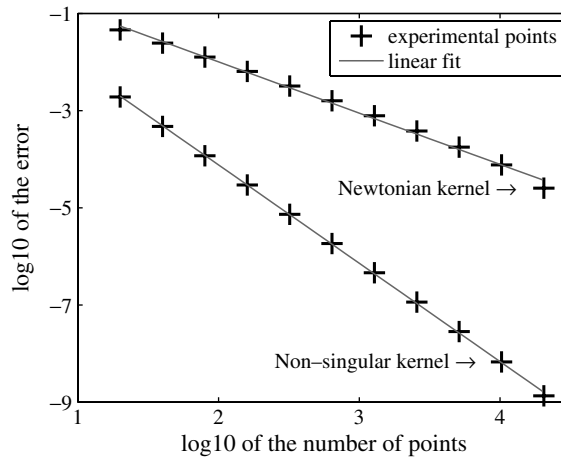 −1
−3
−5
−7
−9
1
2
3
4
log10 of the error
log10 of the number of points
experimental points
linear fit
Newtonian kernel →
Non–singular kernel →